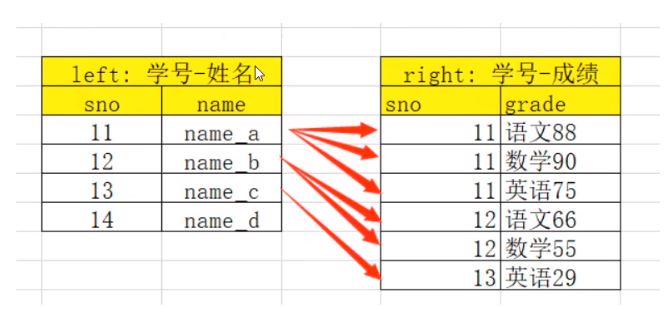 left: 学号-姓名
sno name
11 name_a
12 name_b
13 name_c
14 name_d
right: 学号-成绩
sno grade
11 语文88
11 数学90
11 英语75
12 语文66
12 数学55
13 英语29